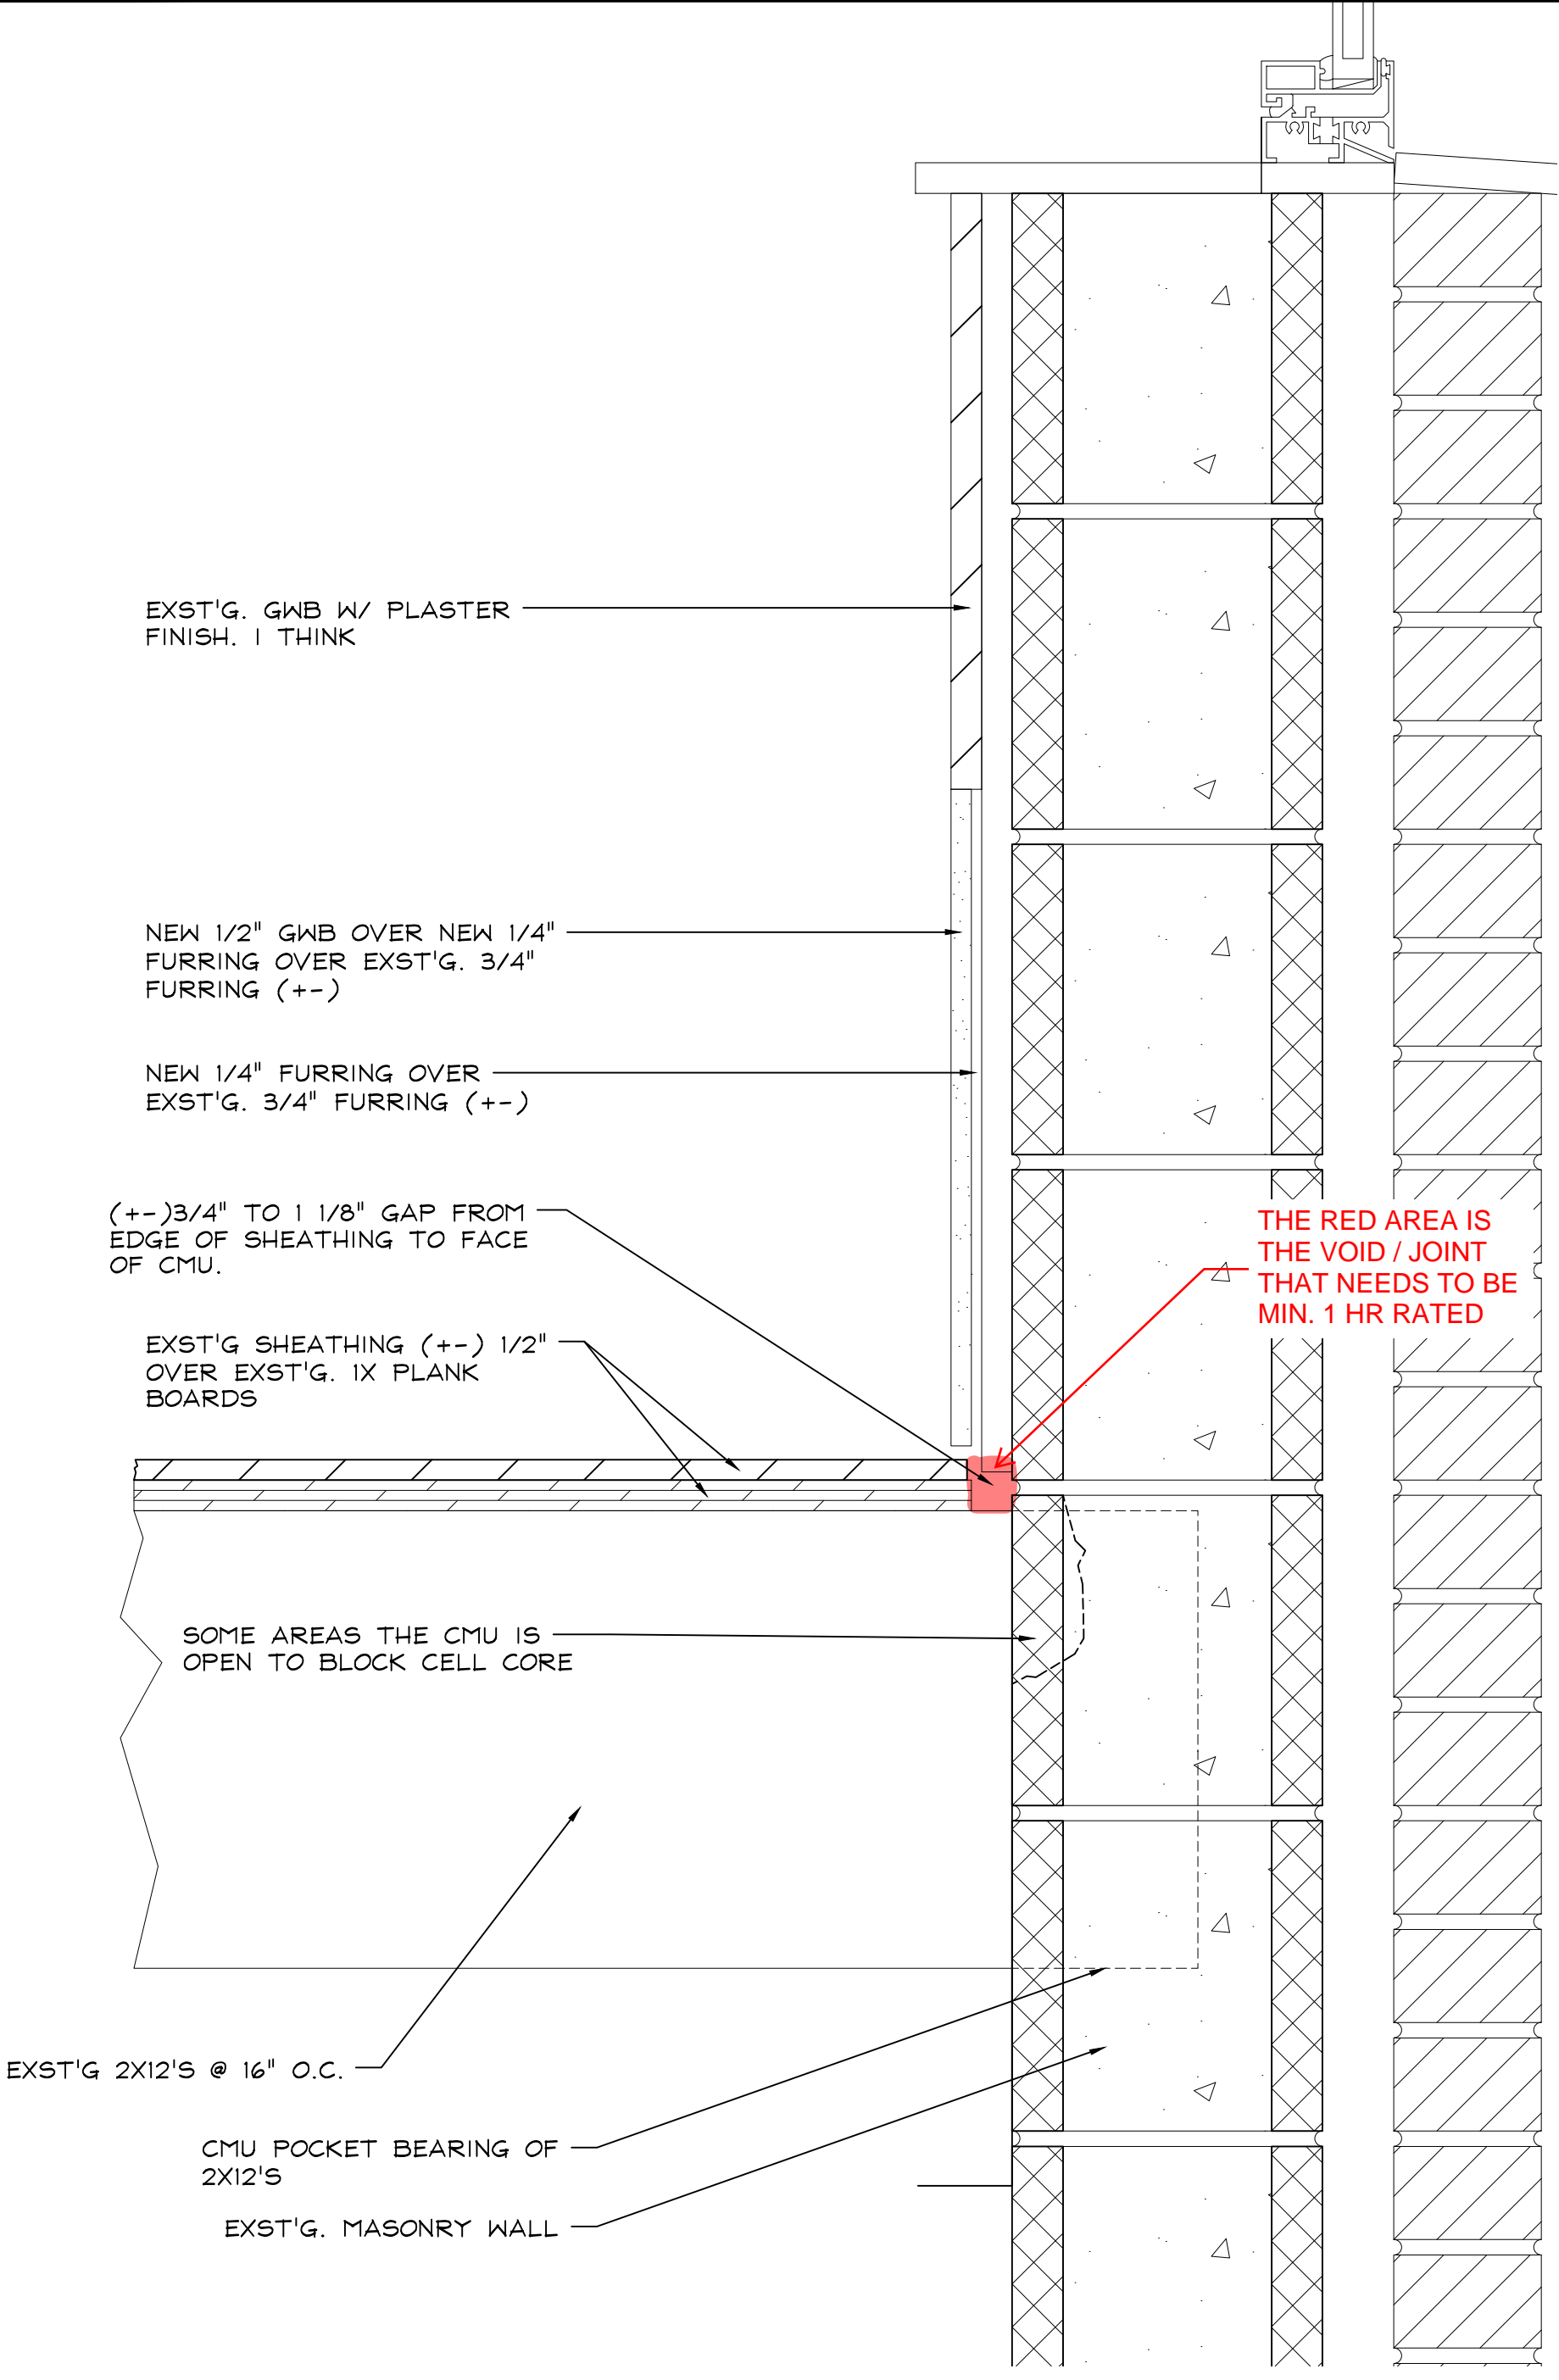 EXST'G. GWB W/ PLASTER
FINISH. I THINK
NEW 1/2" GWB OVER NEW 1/4"
FURRING OVER EXST'G. 3/4"
FURRING (+-)
NEW 1/4" FURRING OVER
EXST'G. 3/4" FURRING (+-)
(+-)3/4" TO 1 1/8" GAP FROM
EDGE OF SHEATHING TO FACE
OF CMU.
THE RED AREA IS
THE VOID / JOINT
THAT NEEDS TO BE
MIN. 1 HR RATED
EXST'G SHEATHING (+-) 1/2"
OVER EXST'G. 1X PLANK
BOARDS
SOME AREAS THE CMU IS
OPEN TO BLOCK CELL CORE
EXST'G 2X12'S @ 16" O.C.
CMU POCKET BEARING OF
2X12'S
EXST'G. MASONRY WALL